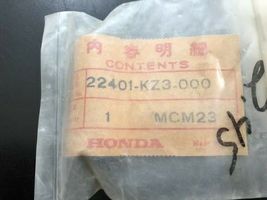 内容明細
CONTENTS
22401-KZ3-000
1 MCM23
HONDA